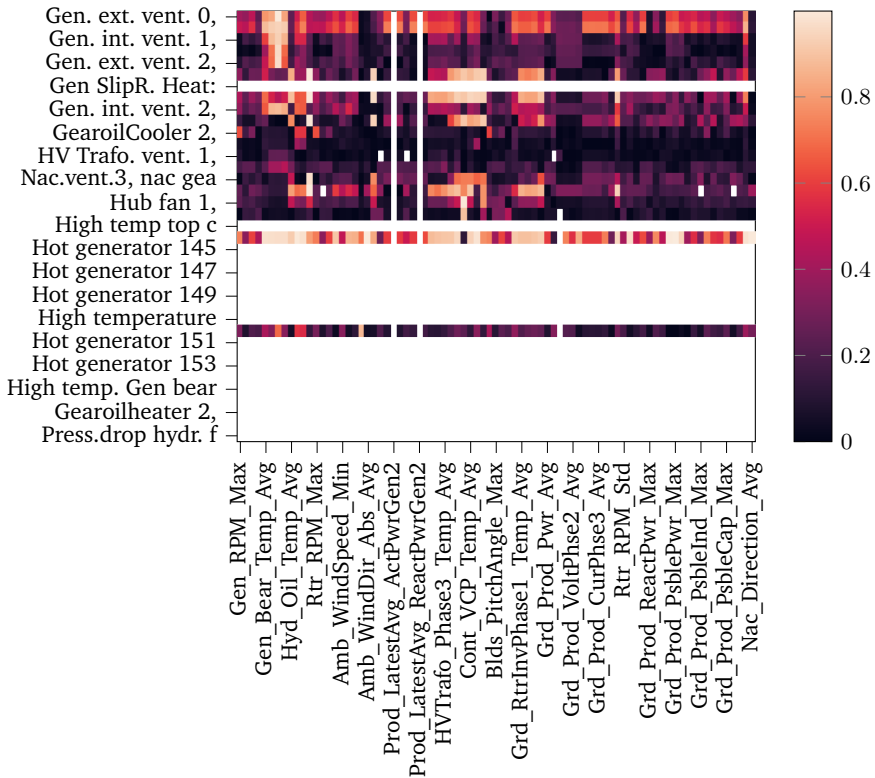 Gen. ext. vent. 0,
Gen. int. vent. 1,
Gen. ext. vent. 2,
Gen SlipR. Heat:
Gen. int. vent. 2,
GearoilCooler 2,
HV Trafo. vent. 1,
Nac.vent.3, nac gea
Hub fan 1,
High temp top c
Hot generator 145
Hot generator 147
Hot generator 149
High temperature
Hot generator 151
Hot generator 153
High temp. Gen bear
Gearoilheater 2,
Press.drop hydr. f
Gen_RPM_Max
Gen_Bear_Temp_Avg
Hyd_Oil_Temp_Avg
Rtr_RPM_Max
Amb_WindSpeed_Min
Amb_WindDir_Abs_Avg
Prod_LatestAvg_ActPwrGen2
Prod_LatestAvg_ReactPwrGen2
HVTrafo_Phase3_Temp_Avg
Cont_VCP_Temp_Avg
Blds_PitchAngle_Max
Grd_RtrInvPhase1_Temp_Avg
Grd_Prod_Pwr_Avg
Grd_Prod_VoltPhse2_Avg
Grd_Prod_CurPhse3_Avg
Rtr_RPM_Std
Grd_Prod_ReactPwr_Max
Grd_Prod_PsblePwr_Max
Grd_Prod_PsbleInd_Max
Grd_Prod_PsbleCap_Max
Nac_Direction_Avg
0.8
0.6
0.4
0.2
0